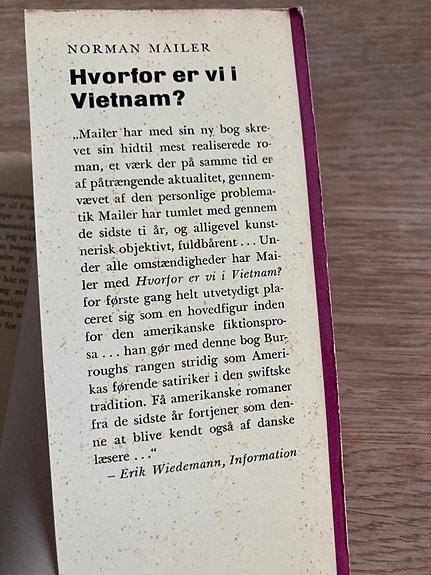 NORMAN MAILER
Hvorfor er vi i
Vietnam?
„Mailer har med sin ny bog skre-
vet sin hidtil mest realiserede ro-
man, et værk der på samme tid er
af påtrængende aktualitet, gennem-
vævet af den personlige problema-
tik Mailer har tumlet med gennem
de sidste ti år, og alligevel kunst-
nerisk objektivt, fuldbårent ... Un-
der alle omstændigheder har Mai-
ler med Hvorfor er vi i Vietnam?
for første gang helt utvetydigt pla-
ceret sig som en hovedfigur inden
for den amerikanske fiktionspro-
sa ... han gør med denne bog Bur-
roughs rangen stridig som Ameri-
kas førende satiriker i den swiftske
tradition. Få amerikanske romaner
fra de sidste år fortjener som den-
ne at blive kendt også af danske
læsere ...“
– Erik Wiedemann, Information